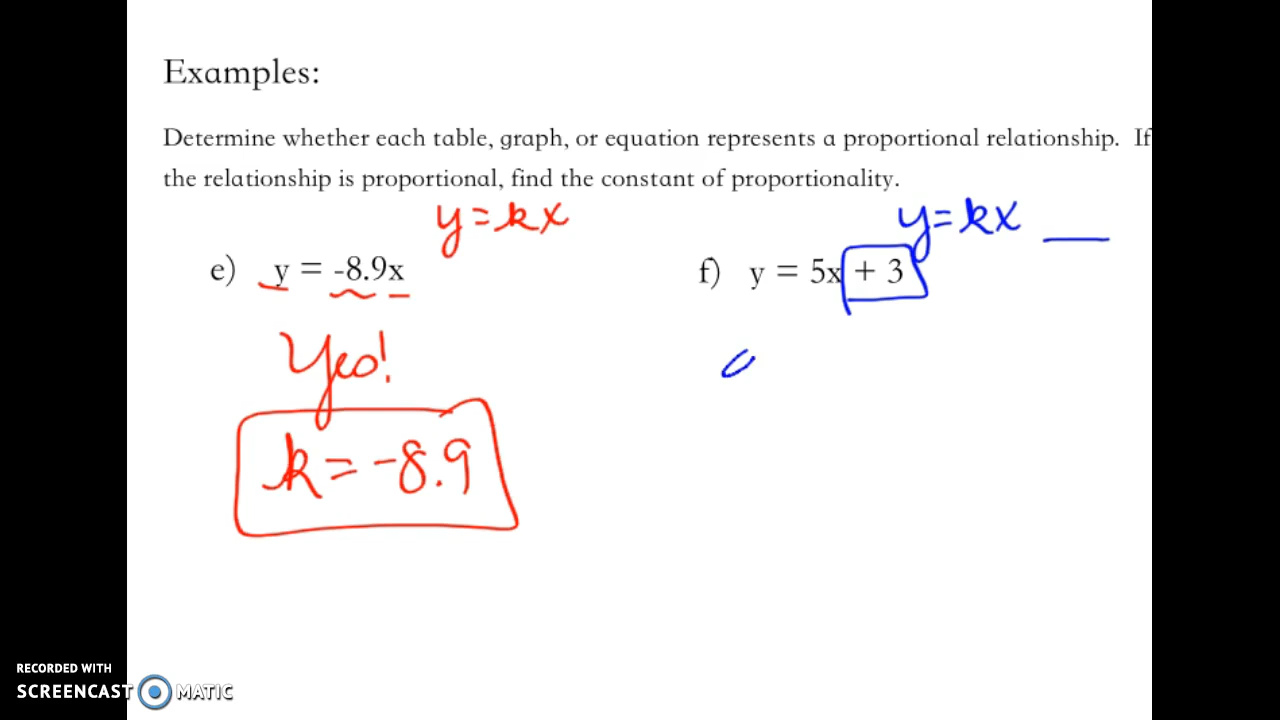 Examples:
Determine whether each table, graph, or equation represents a proportional relationship. If
the relationship is proportional, find the constant of proportionality.
y = kx
y = kx
e) y = -8.9x
f) y = 5x + 3
Yes!
k = -8.9
RECORDED WITH
SCREENCAST MATIC